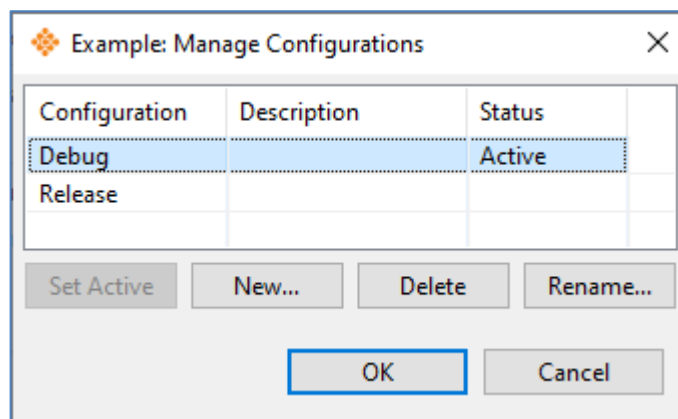 Example: Manage Configurations
Configuration Description Status
Debug Active
Release
Set Active New... Delete Rename...
OK Cancel